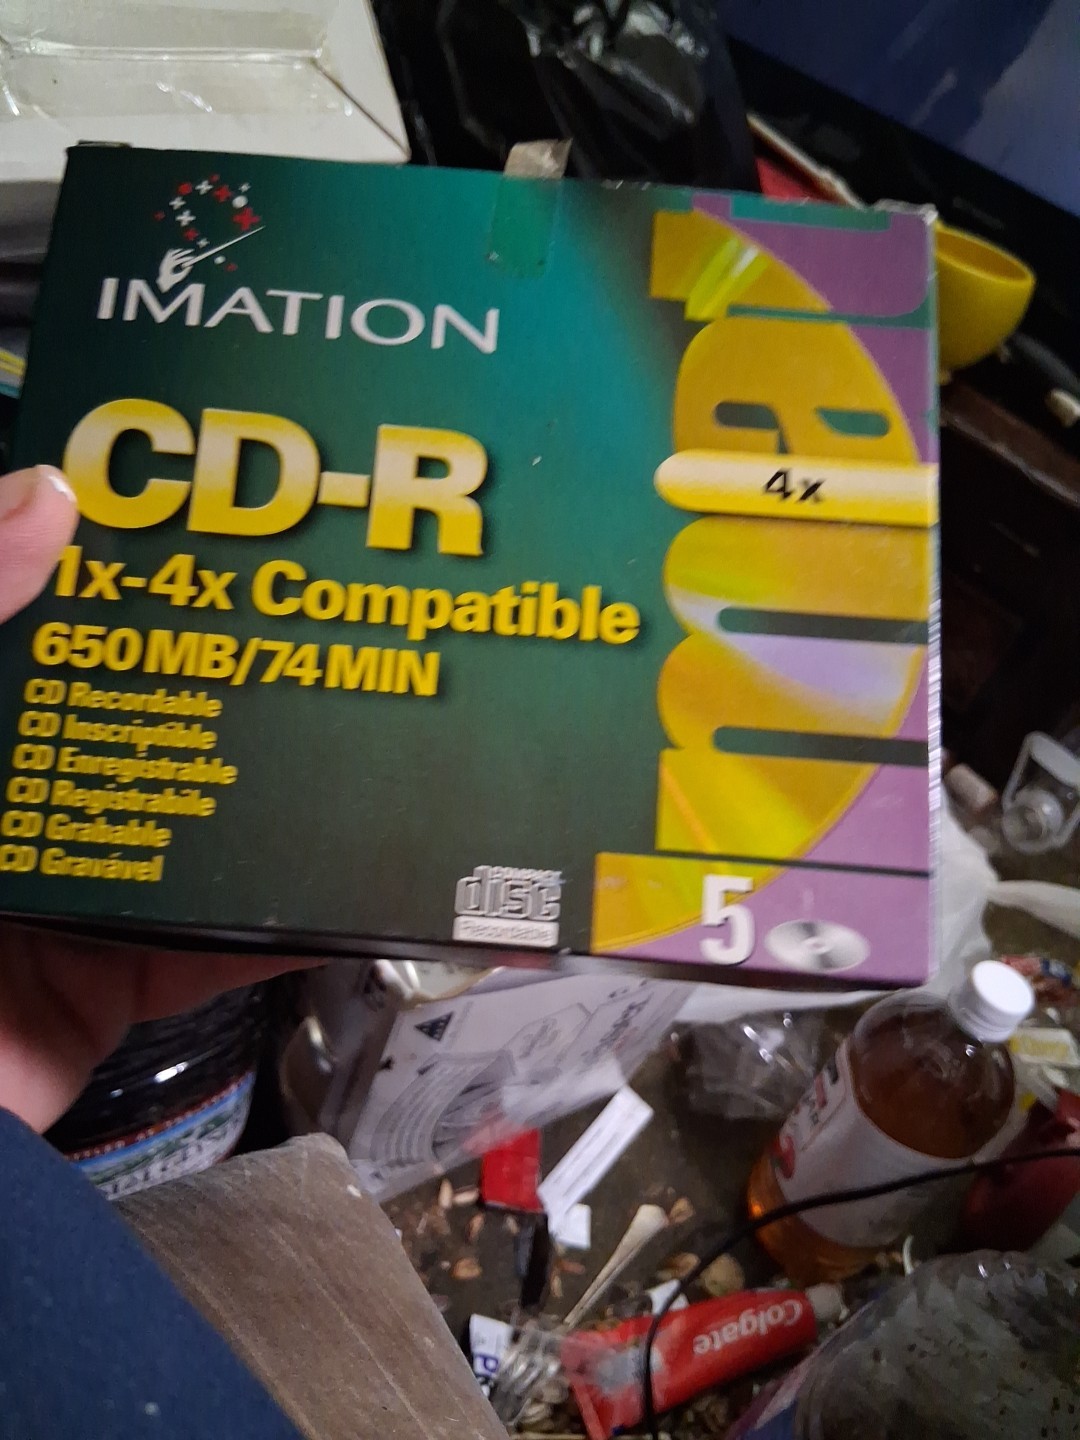 IMATION
CD-R
1x-4x Compatible
650MB/74MIN
CD Recordable
CD Inscriptible
CD Enregistrable
CD Registrabile
CD Grabable
CD Gravável
4x
COMPACT
disc
Recordable
5
Colgate